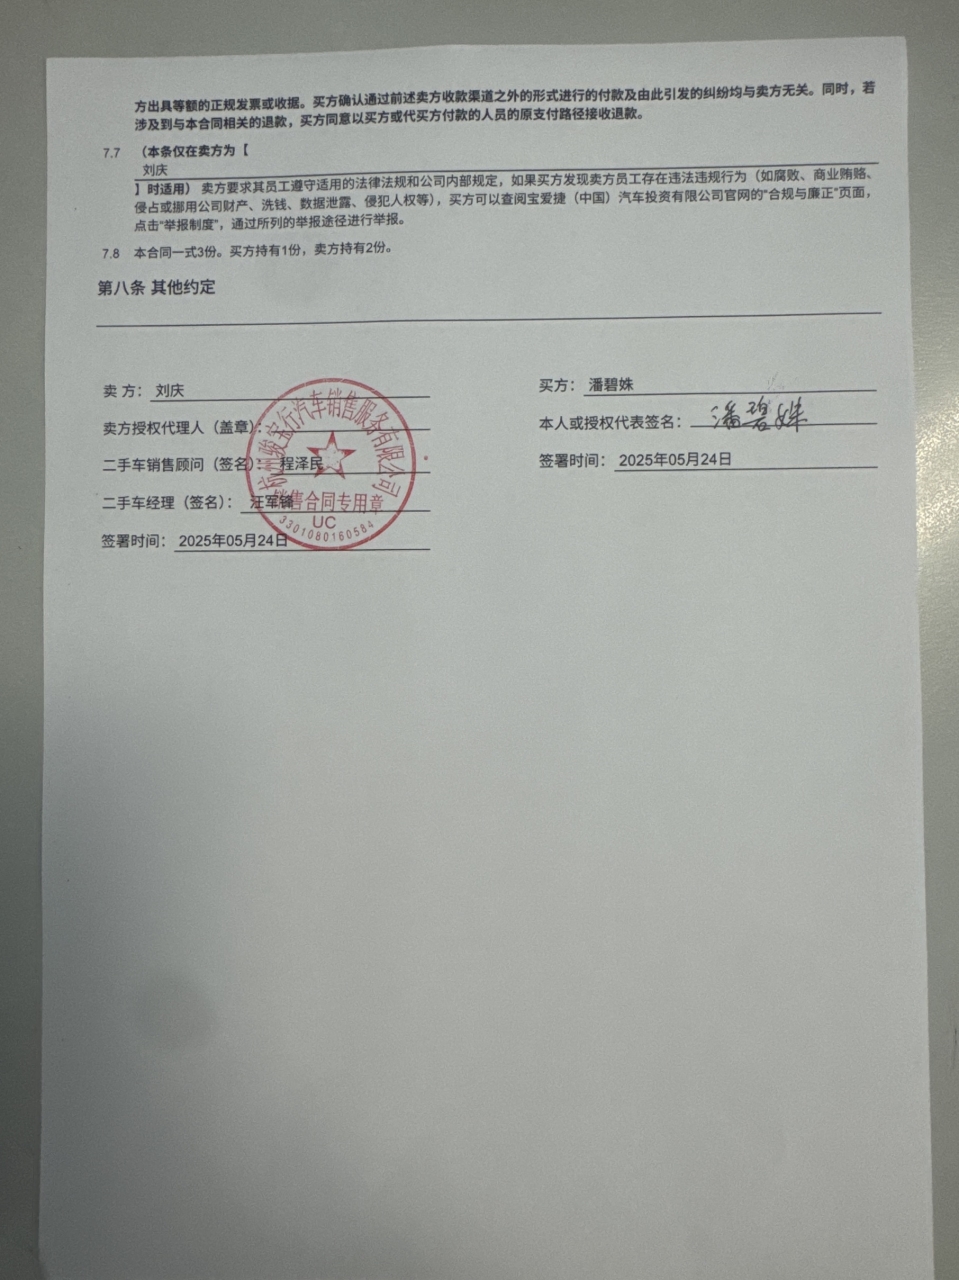 方出具等额的正规发票或收据。买方确认通过前述卖方收款渠道之外的形式进行的付款及由此引发的纠纷均与卖方无关。同时，若
涉及到与本合同相关的退款，买方同意以买方或代买方付款的人员的原支付路径接收退款。
7.7 （本条仅在卖方为【
刘庆
】时适用） 卖方要求其员工遵守适用的法律法规和公司内部规定，如果买方发现卖方员工存在违法违规行为（如腐败、商业贿赂、
侵占或挪用公司财产、洗钱、数据泄露、侵犯人权等），买方可以查阅宝爱捷（中国）汽车投资有限公司官网的“合规与廉正”页面，
点击“举报制度”，通过所列的举报途径进行举报。
7.8 本合同一式3份。买方持有1份，卖方持有2份。
第八条 其他约定
卖 方： 刘庆
卖方授权代理人（盖章）：
二手车销售顾问（签名）： 程泽民
二手车经理（签名）： 汪军锋
签署时间： 2025年05月24日
杭州骏宝行汽车销售服务有限公司
销售合同专用章
UC
3301080160584
买方： 潘碧姝
本人或授权代表签名： 潘碧姝
签署时间： 2025年05月24日